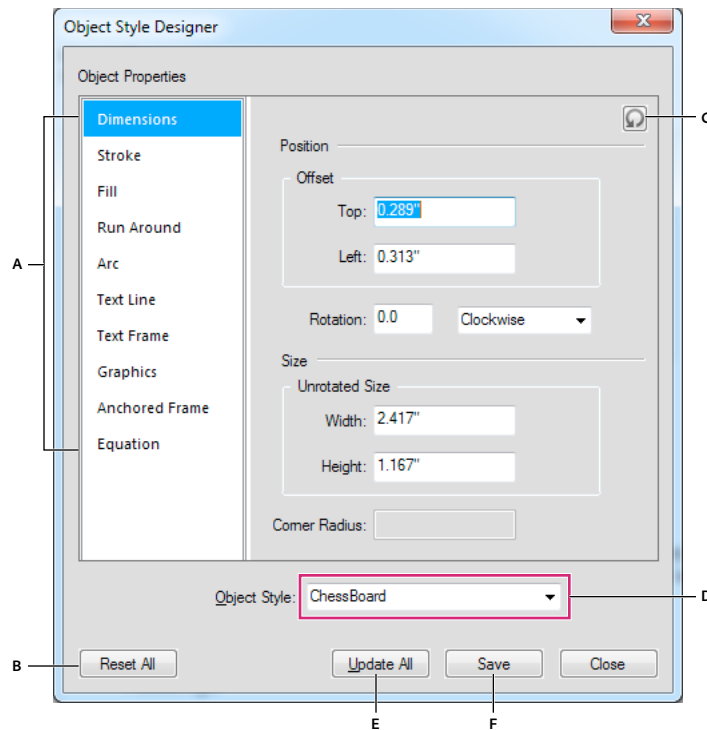 Object Style Designer
Object Properties
Dimensions
Stroke
Fill
Run Around
Arc
Text Line
Text Frame
Graphics
Anchored Frame
Equation
Position
Offset
Top: 0.289"
Left: 0.313"
Rotation: 0.0 Clockwise
Size
Unrotated Size
Width: 2.417"
Height: 1.167"
Corner Radius:
Object Style: ChessBoard
Reset All Update All Save Close
A
B
C
D
E
F